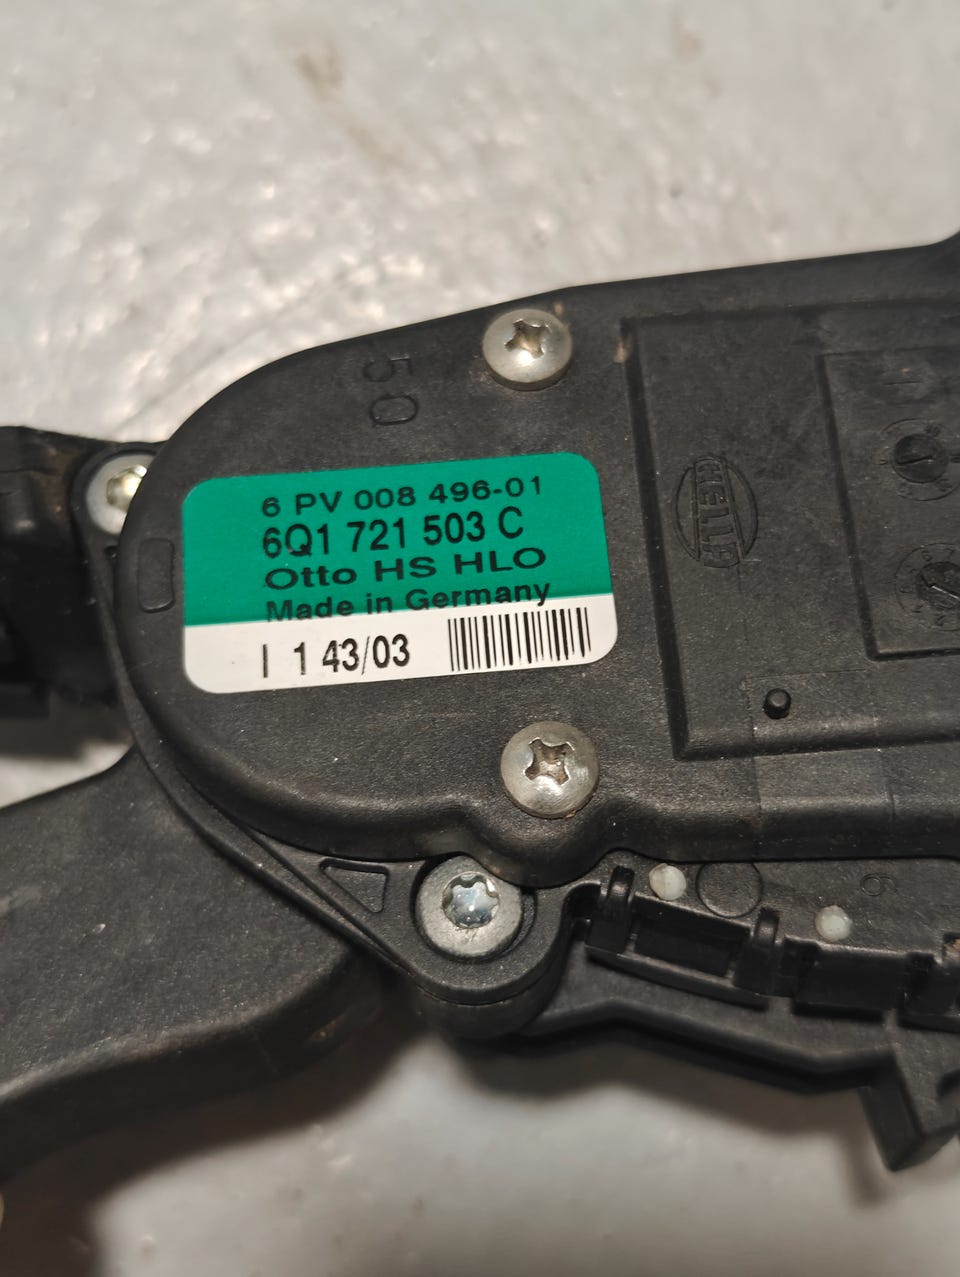 50
6 PV 008 496-01
6Q1 721 503 C
Otto HS HLO
Made in Germany
I 1 43/03
HELLA
6